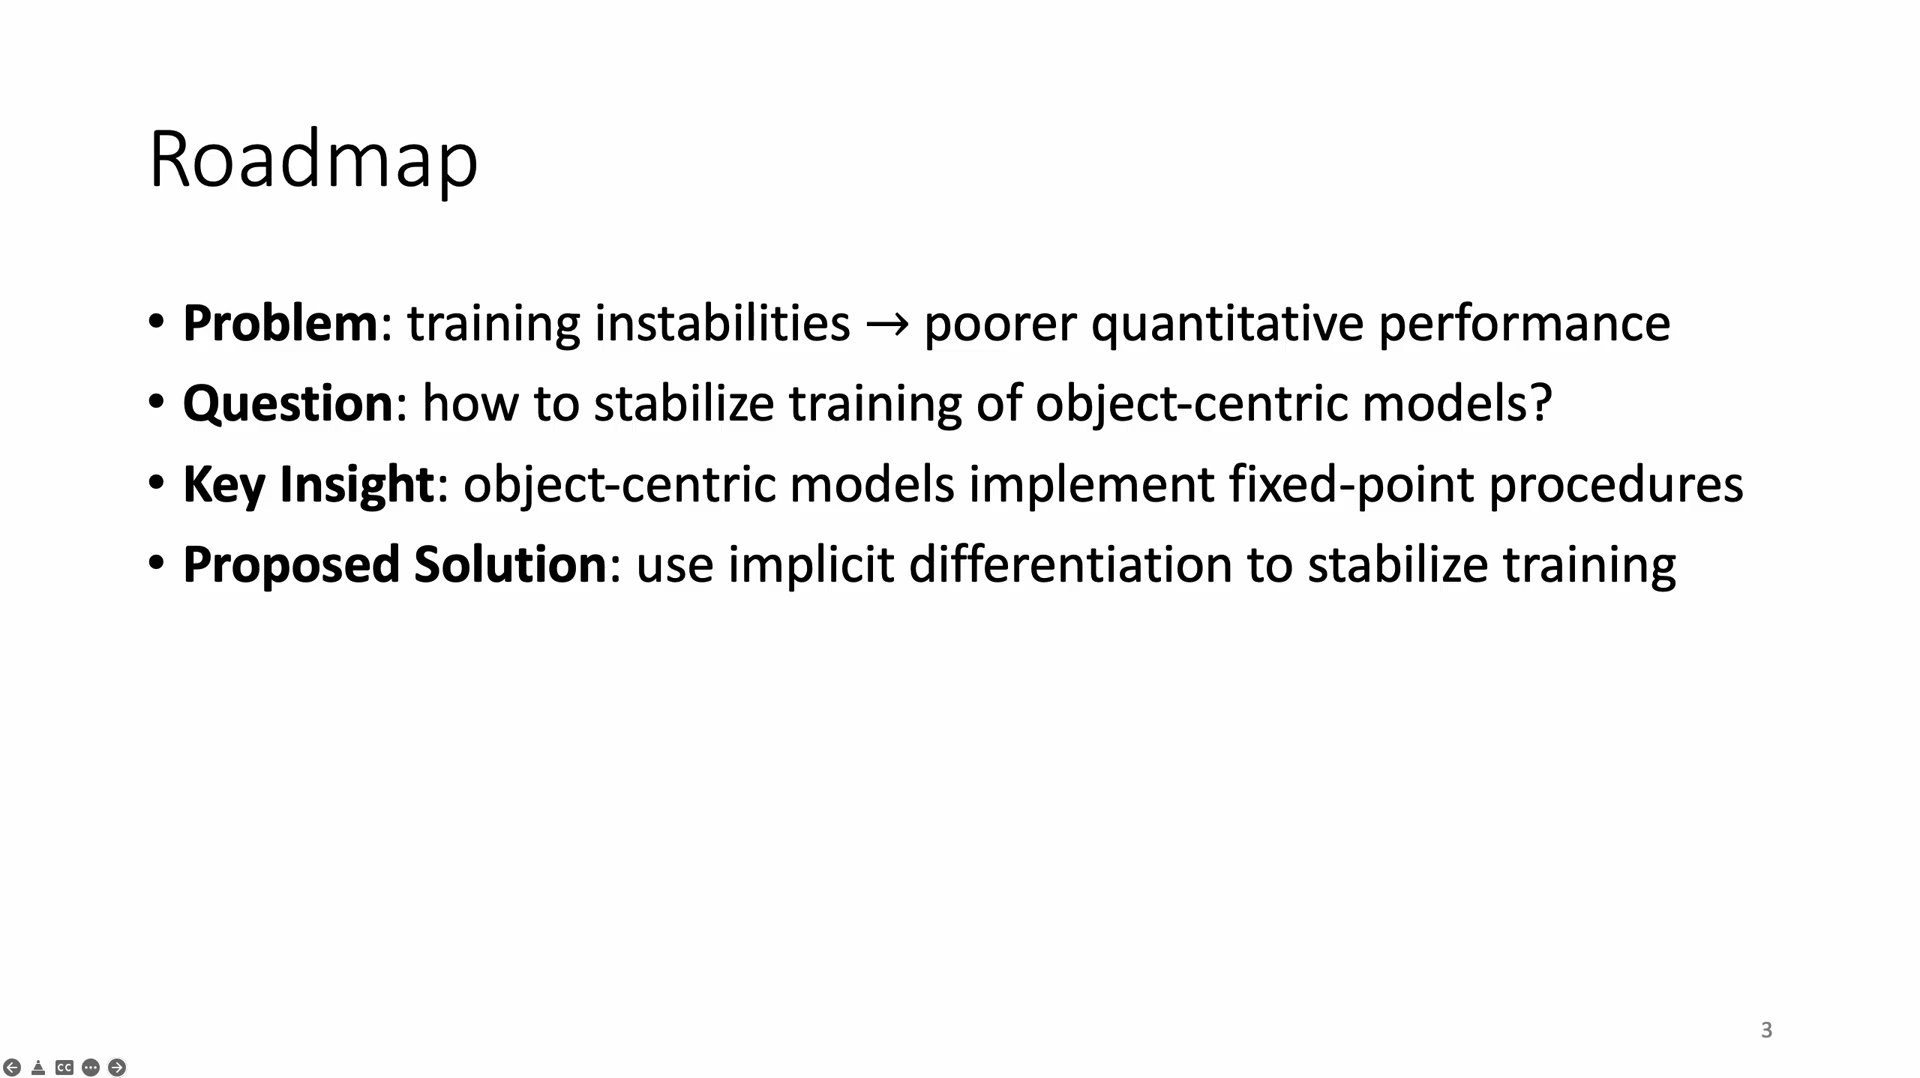 Roadmap
• Problem: training instabilities → poorer quantitative performance
• Question: how to stabilize training of object-centric models?
• Key Insight: object-centric models implement fixed-point procedures
• Proposed Solution: use implicit differentiation to stabilize training
3
CC